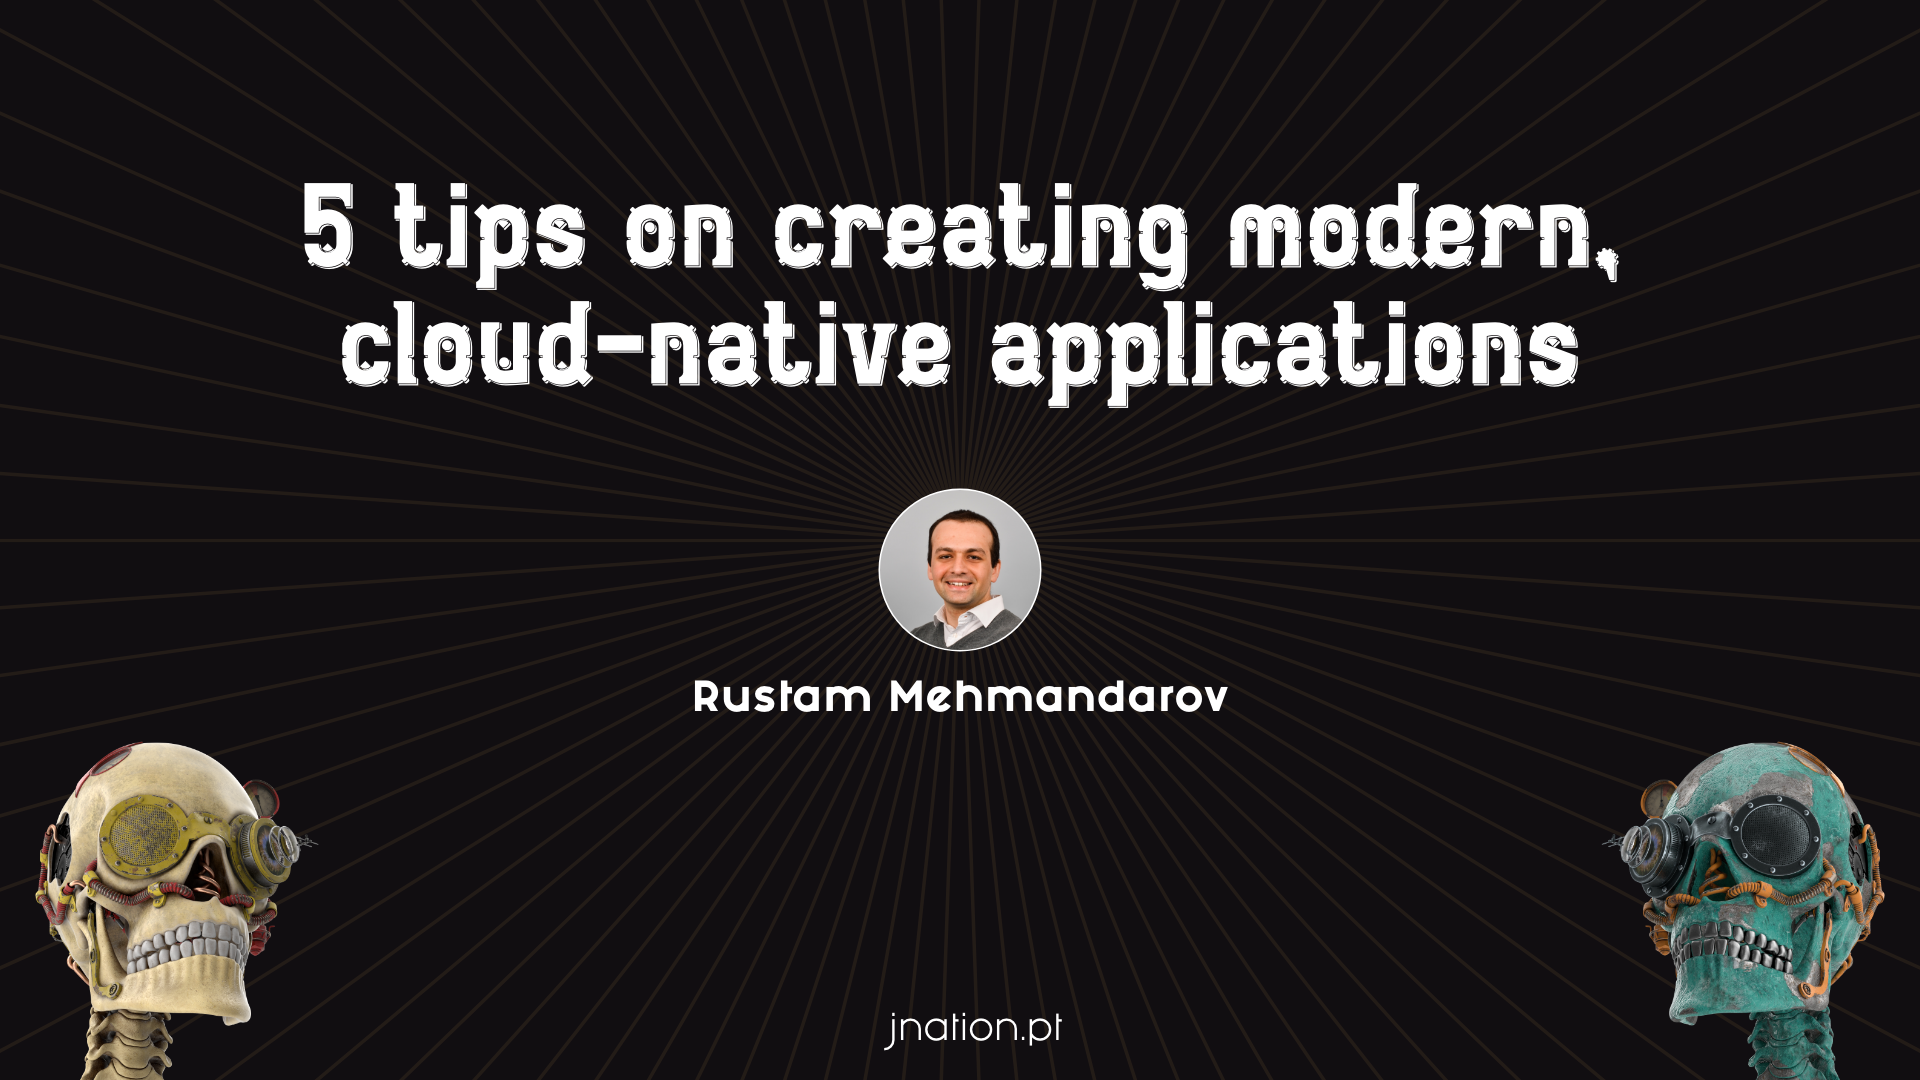 5 tips on creating modern,
cloud-native applications
Rustam Mehmandarov
jnation.pt